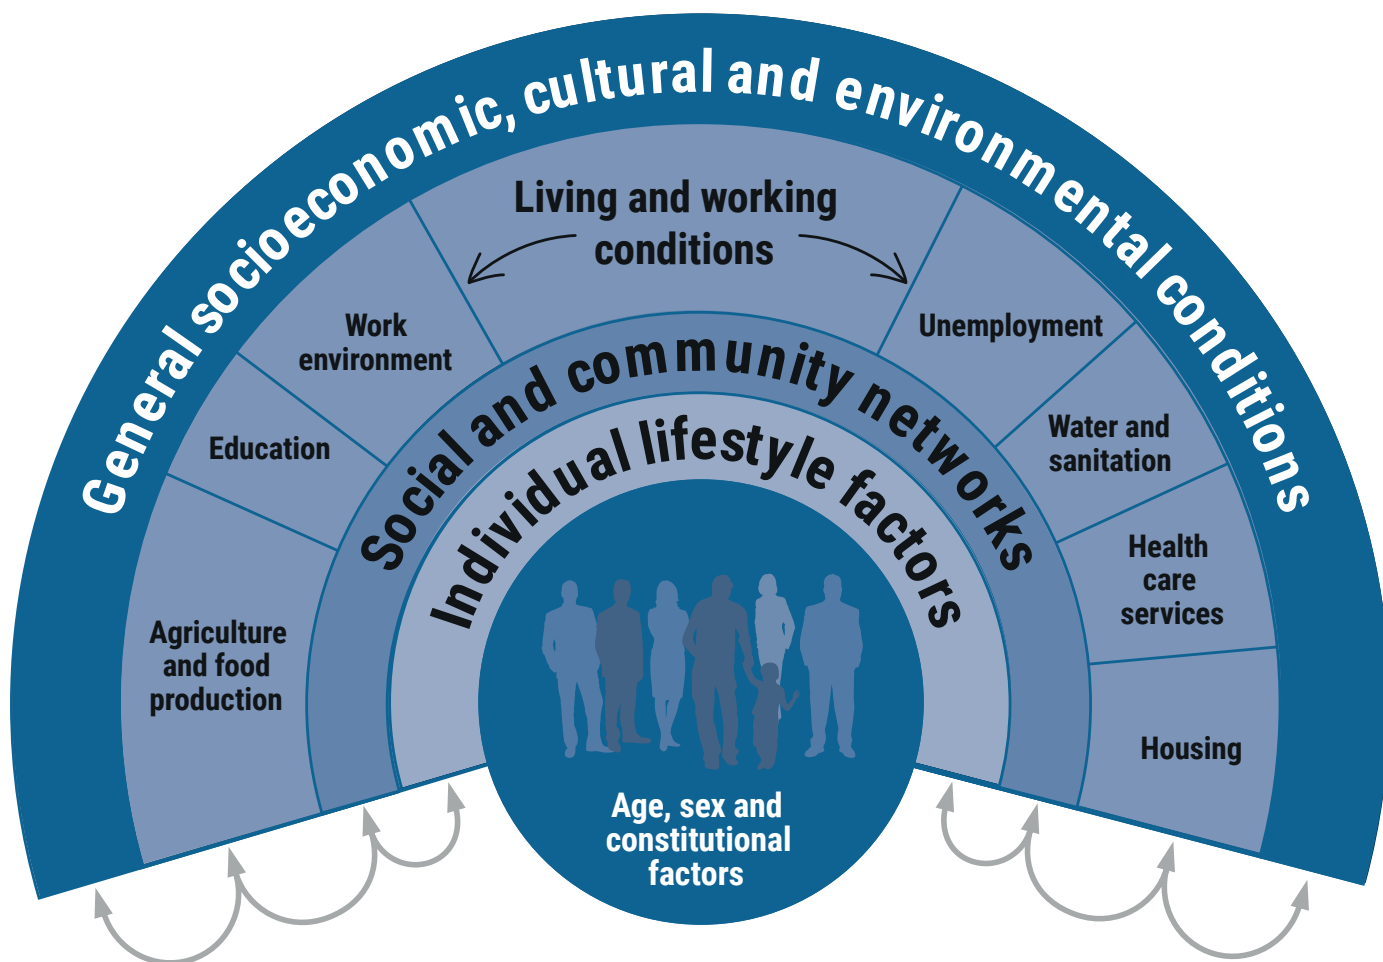 General socioeconomic, cultural and environmental conditions
Living and working
conditions
Work
environment
Unemployment
Education
Water and
sanitation
Agriculture
and food
production
Health
care
services
Housing
Social and community networks
Individual lifestyle factors
Age, sex and
constitutional
factors